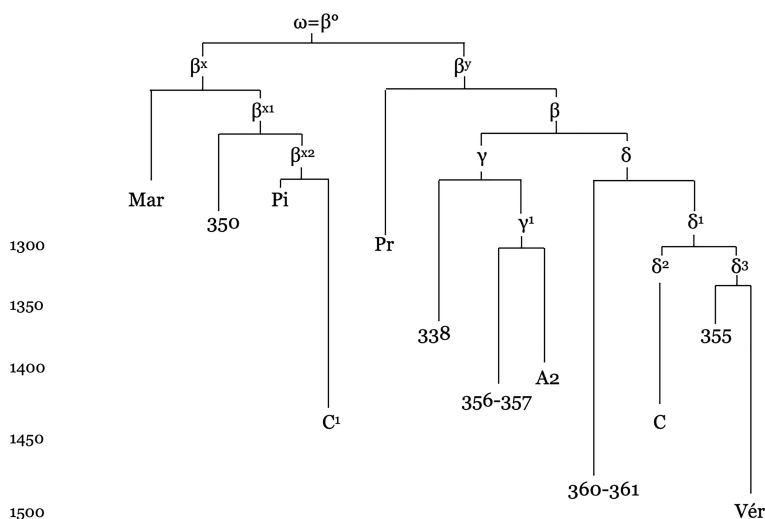 ω=β°
βˣ βʸ
βˣ¹ β
βˣ² γ δ
Mar Pi
350 γ¹ δ¹
1300 Pr
δ² δ³
1350
338 355
1400 A2
356-357
C¹ C
1450
360-361
1500 Vér